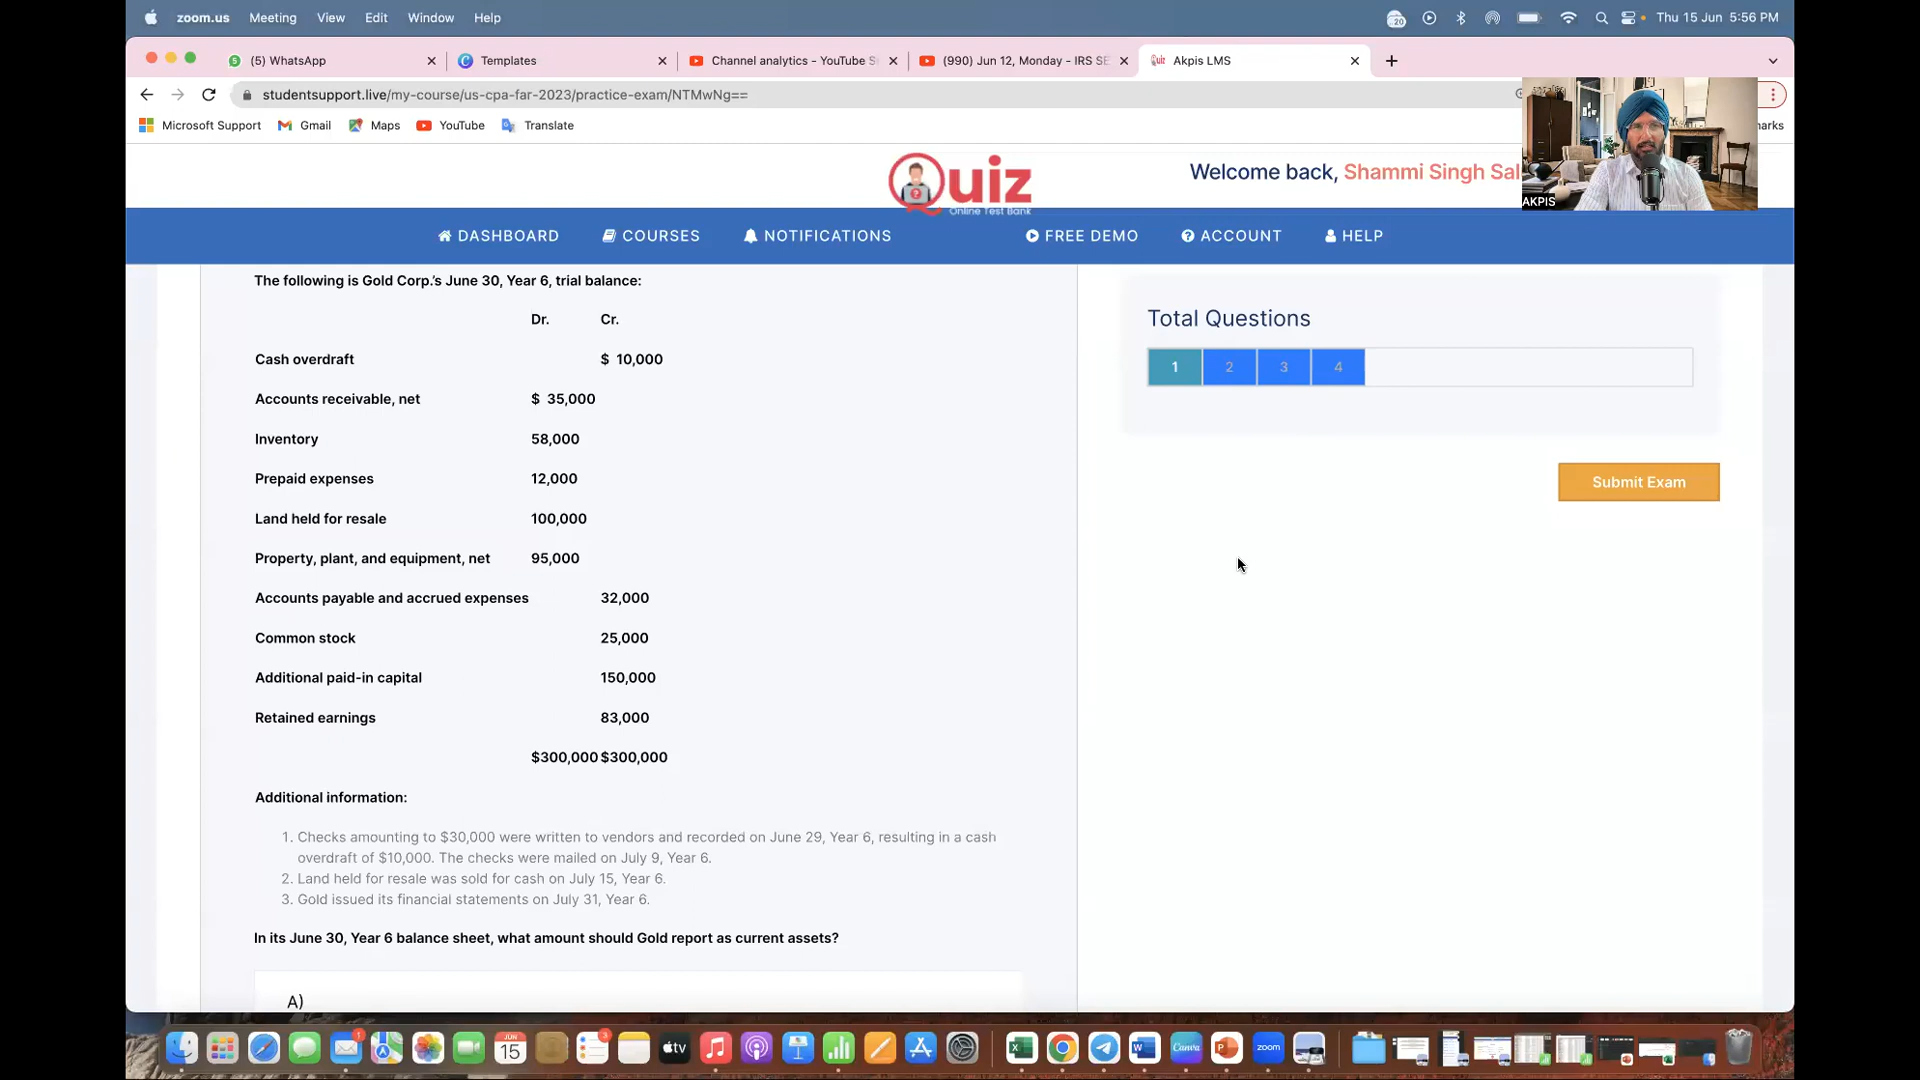 zoom.us Meeting View Edit Window Help 20 Thu 15 Jun 5:56 PM
5 (5) WhatsApp
C Templates
Channel analytics - YouTube S
(990) Jun 12, Monday - IRS SE
Quiz Akpis LMS
studentsupport.live/my-course/us-cpa-far-2023/practice-exam/NTMwNg==
Microsoft Support Gmail Maps YouTube Translate
Quiz
Online Test Bank
Welcome back, Shammi Singh Sal
AKPIS
DASHBOARD COURSES NOTIFICATIONS FREE DEMO ACCOUNT HELP
The following is Gold Corp.'s June 30, Year 6, trial balance:
Dr. Cr.
Cash overdraft $ 10,000
Accounts receivable, net $ 35,000
Inventory 58,000
Prepaid expenses 12,000
Land held for resale 100,000
Property, plant, and equipment, net 95,000
Accounts payable and accrued expenses 32,000
Common stock 25,000
Additional paid-in capital 150,000
Retained earnings 83,000
$300,000 $300,000
Additional information:
1. Checks amounting to $30,000 were written to vendors and recorded on June 29, Year 6, resulting in a cash
overdraft of $10,000. The checks were mailed on July 9, Year 6.
2. Land held for resale was sold for cash on July 15, Year 6.
3. Gold issued its financial statements on July 31, Year 6.
In its June 30, Year 6 balance sheet, what amount should Gold report as current assets?
A)
Total Questions
1 2 3 4
Submit Exam
1 JUN 15 3 tv X W Canva P zoom